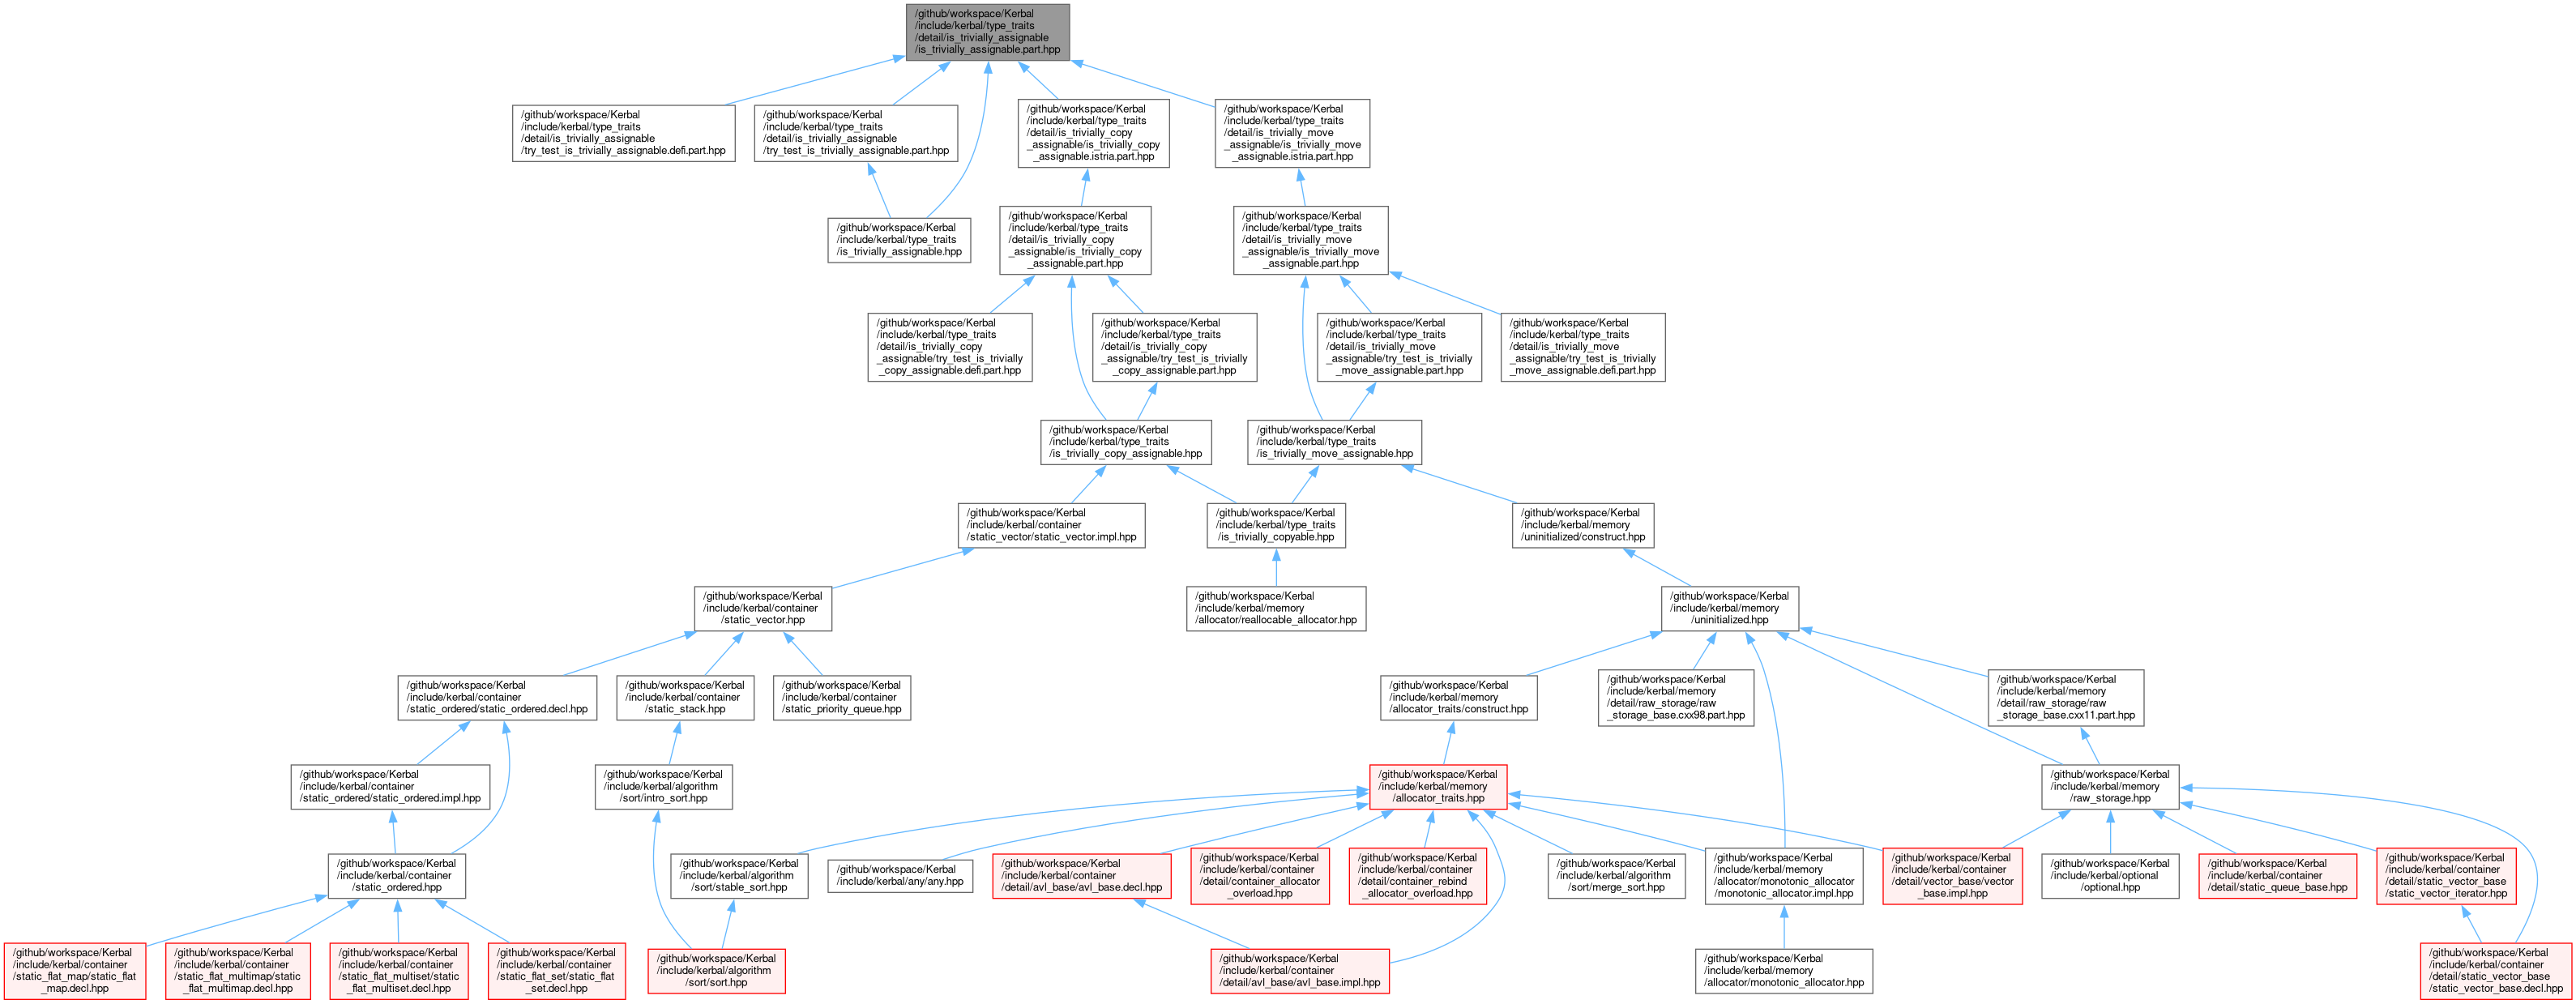 /github/workspace/Kerbal
/include/kerbal/type_traits
/detail/is_trivially_assignable
/is_trivially_assignable.part.hpp
/github/workspace/Kerbal
/include/kerbal/type_traits
/detail/is_trivially_assignable
/try_test_is_trivially_assignable.defi.part.hpp
/github/workspace/Kerbal
/include/kerbal/type_traits
/detail/is_trivially_assignable
/try_test_is_trivially_assignable.part.hpp
/github/workspace/Kerbal
/include/kerbal/type_traits
/detail/is_trivially_copy
_assignable/is_trivially_copy
_assignable.istria.part.hpp
/github/workspace/Kerbal
/include/kerbal/type_traits
/detail/is_trivially_move
_assignable/is_trivially_move
_assignable.istria.part.hpp
/github/workspace/Kerbal
/include/kerbal/type_traits
/is_trivially_assignable.hpp
/github/workspace/Kerbal
/include/kerbal/type_traits
/detail/is_trivially_copy
_assignable/is_trivially_copy
_assignable.part.hpp
/github/workspace/Kerbal
/include/kerbal/type_traits
/detail/is_trivially_move
_assignable/is_trivially_move
_assignable.part.hpp
/github/workspace/Kerbal
/include/kerbal/type_traits
/detail/is_trivially_copy
_assignable/try_test_is_trivially
_copy_assignable.defi.part.hpp
/github/workspace/Kerbal
/include/kerbal/type_traits
/detail/is_trivially_copy
_assignable/try_test_is_trivially
_copy_assignable.part.hpp
/github/workspace/Kerbal
/include/kerbal/type_traits
/detail/is_trivially_move
_assignable/try_test_is_trivially
_move_assignable.part.hpp
/github/workspace/Kerbal
/include/kerbal/type_traits
/detail/is_trivially_move
_assignable/try_test_is_trivially
_move_assignable.defi.part.hpp
/github/workspace/Kerbal
/include/kerbal/type_traits
/is_trivially_copy_assignable.hpp
/github/workspace/Kerbal
/include/kerbal/type_traits
/is_trivially_move_assignable.hpp
/github/workspace/Kerbal
/include/kerbal/container
/static_vector/static_vector.impl.hpp
/github/workspace/Kerbal
/include/kerbal/type_traits
/is_trivially_copyable.hpp
/github/workspace/Kerbal
/include/kerbal/memory
/uninitialized/construct.hpp
/github/workspace/Kerbal
/include/kerbal/container
/static_vector.hpp
/github/workspace/Kerbal
/include/kerbal/memory
/allocator/reallocable_allocator.hpp
/github/workspace/Kerbal
/include/kerbal/memory
/uninitialized.hpp
/github/workspace/Kerbal
/include/kerbal/container
/static_ordered/static_ordered.decl.hpp
/github/workspace/Kerbal
/include/kerbal/container
/static_stack.hpp
/github/workspace/Kerbal
/include/kerbal/container
/static_priority_queue.hpp
/github/workspace/Kerbal
/include/kerbal/memory
/allocator_traits/construct.hpp
/github/workspace/Kerbal
/include/kerbal/memory
/detail/raw_storage/raw
_storage_base.cxx98.part.hpp
/github/workspace/Kerbal
/include/kerbal/memory
/detail/raw_storage/raw
_storage_base.cxx11.part.hpp
/github/workspace/Kerbal
/include/kerbal/container
/static_ordered/static_ordered.impl.hpp
/github/workspace/Kerbal
/include/kerbal/algorithm
/sort/intro_sort.hpp
/github/workspace/Kerbal
/include/kerbal/memory
/allocator_traits.hpp
/github/workspace/Kerbal
/include/kerbal/memory
/raw_storage.hpp
/github/workspace/Kerbal
/include/kerbal/container
/static_ordered.hpp
/github/workspace/Kerbal
/include/kerbal/algorithm
/sort/stable_sort.hpp
/github/workspace/Kerbal
/include/kerbal/any/any.hpp
/github/workspace/Kerbal
/include/kerbal/container
/detail/avl_base/avl_base.decl.hpp
/github/workspace/Kerbal
/include/kerbal/container
/detail/container_allocator
_overload.hpp
/github/workspace/Kerbal
/include/kerbal/container
/detail/container_rebind
_allocator_overload.hpp
/github/workspace/Kerbal
/include/kerbal/algorithm
/sort/merge_sort.hpp
/github/workspace/Kerbal
/include/kerbal/memory
/allocator/monotonic_allocator
/monotonic_allocator.impl.hpp
/github/workspace/Kerbal
/include/kerbal/container
/detail/vector_base/vector
_base.impl.hpp
/github/workspace/Kerbal
/include/kerbal/optional
/optional.hpp
/github/workspace/Kerbal
/include/kerbal/container
/detail/static_queue_base.hpp
/github/workspace/Kerbal
/include/kerbal/container
/detail/static_vector_base
/static_vector_iterator.hpp
/github/workspace/Kerbal
/include/kerbal/container
/static_flat_map/static_flat
_map.decl.hpp
/github/workspace/Kerbal
/include/kerbal/container
/static_flat_multimap/static
_flat_multimap.decl.hpp
/github/workspace/Kerbal
/include/kerbal/container
/static_flat_multiset/static
_flat_multiset.decl.hpp
/github/workspace/Kerbal
/include/kerbal/container
/static_flat_set/static_flat
_set.decl.hpp
/github/workspace/Kerbal
/include/kerbal/algorithm
/sort/sort.hpp
/github/workspace/Kerbal
/include/kerbal/container
/detail/avl_base/avl_base.impl.hpp
/github/workspace/Kerbal
/include/kerbal/memory
/allocator/monotonic_allocator.hpp
/github/workspace/Kerbal
/include/kerbal/container
/detail/static_vector_base
/static_vector_base.decl.hpp